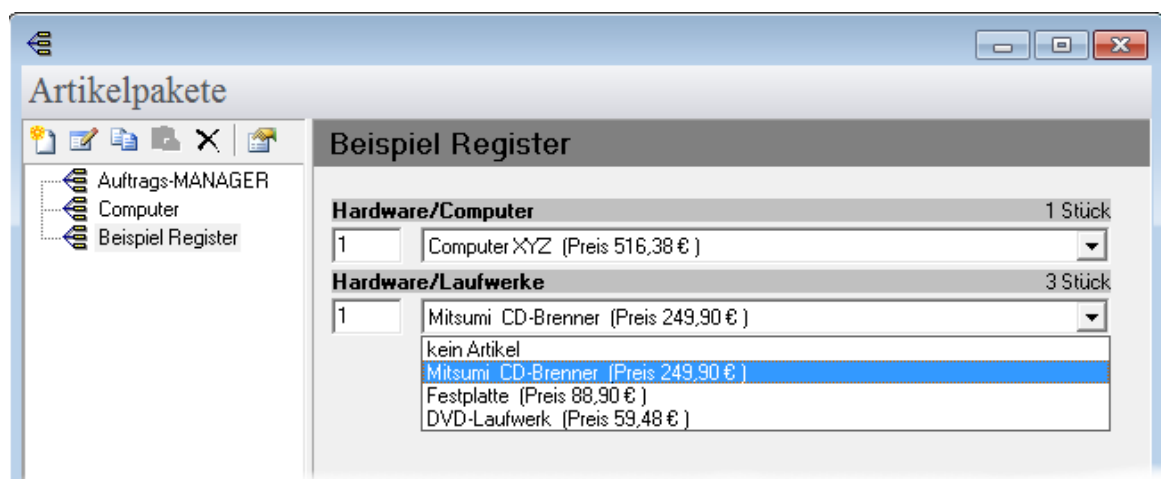 Artikelpakete
Beispiel Register
Auftrags-MANAGER
Computer
Beispiel Register
Hardware/Computer 1 Stück
1 Computer XYZ (Preis 516,38 € )
Hardware/Laufwerke 3 Stück
1 Mitsumi CD-Brenner (Preis 249,90 € )
kein Artikel
Mitsumi CD-Brenner (Preis 249,90 € )
Festplatte (Preis 88,90 € )
DVD-Laufwerk (Preis 59,48 € )